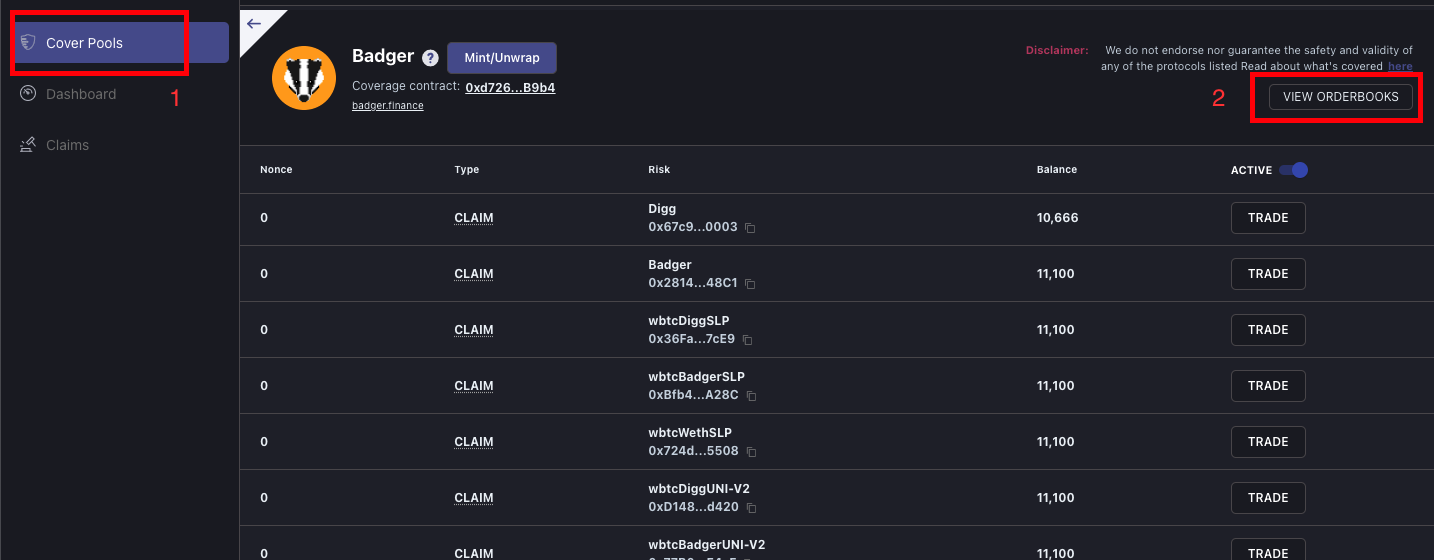 Cover Pools
1
Dashboard
Claims
Badger ? Mint/Unwrap
Coverage contract: 0xd726...B9b4
badger.finance
Disclaimer: We do not endorse nor guarantee the safety and validity of
any of the protocols listed Read about what's covered here
2 VIEW ORDERBOOKS
Nonce Type Risk Balance ACTIVE
0 CLAIM Digg 10,666 TRADE
0x67c9...0003
0 CLAIM Badger 11,100 TRADE
0x2814...48C1
0 CLAIM wbtcDiggSLP 11,100 TRADE
0x36Fa...7cE9
0 CLAIM wbtcBadgerSLP 11,100 TRADE
0xBfb4...A28C
0 CLAIM wbtcWethSLP 11,100 TRADE
0x724d...5508
0 CLAIM wbtcDiggUNI-V2 11,100 TRADE
0xD148...d420
0 CLAIM wbtcBadgerUNI-V2 11,100 TRADE